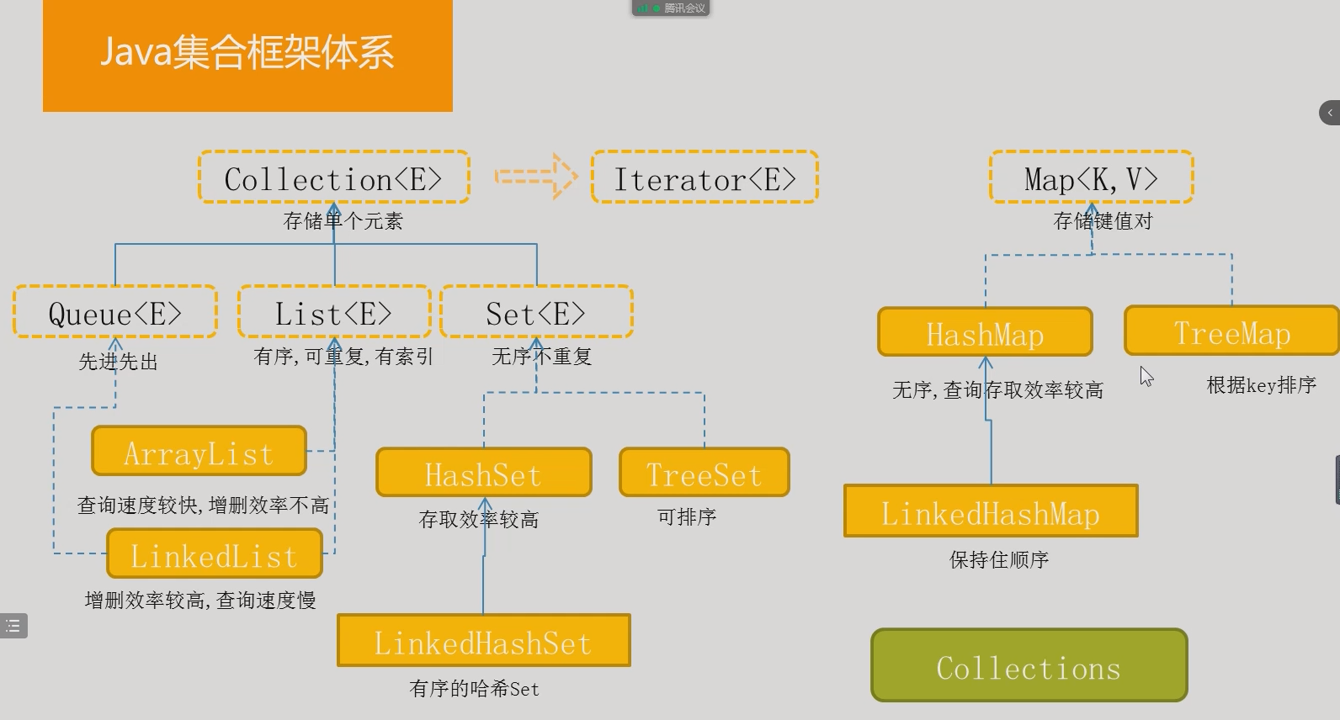 腾讯会议
Java集合框架体系
Collection<E>
Iterator<E>
Map<K,V>
存储单个元素
存储键值对
Queue<E>
List<E>
Set<E>
HashMap
TreeMap
先进先出
有序,可重复,有索引
无序不重复
无序,查询存取效率较高
根据key排序
ArrayList
HashSet
TreeSet
查询速度较快,增删效率不高
存取效率较高
可排序
LinkedHashMap
LinkedList
保持住顺序
增删效率较高,查询速度慢
LinkedHashSet
Collections
有序的哈希Set